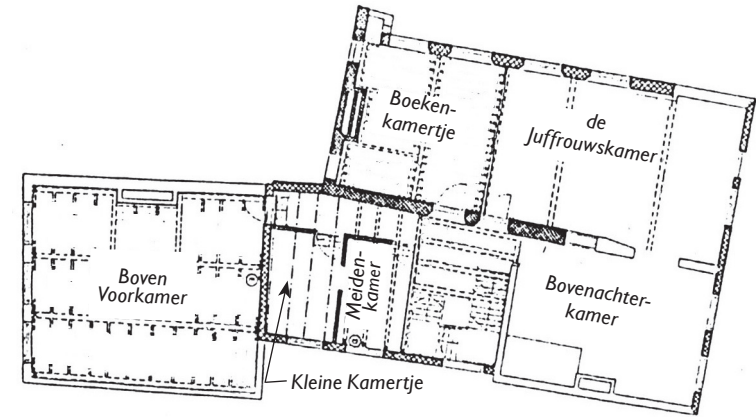 Boeken-
kamertje
de
Juffrouwskamer
Boven
Voorkamer
Meiden-
kamer
Bovenachter-
kamer
Kleine Kamertje